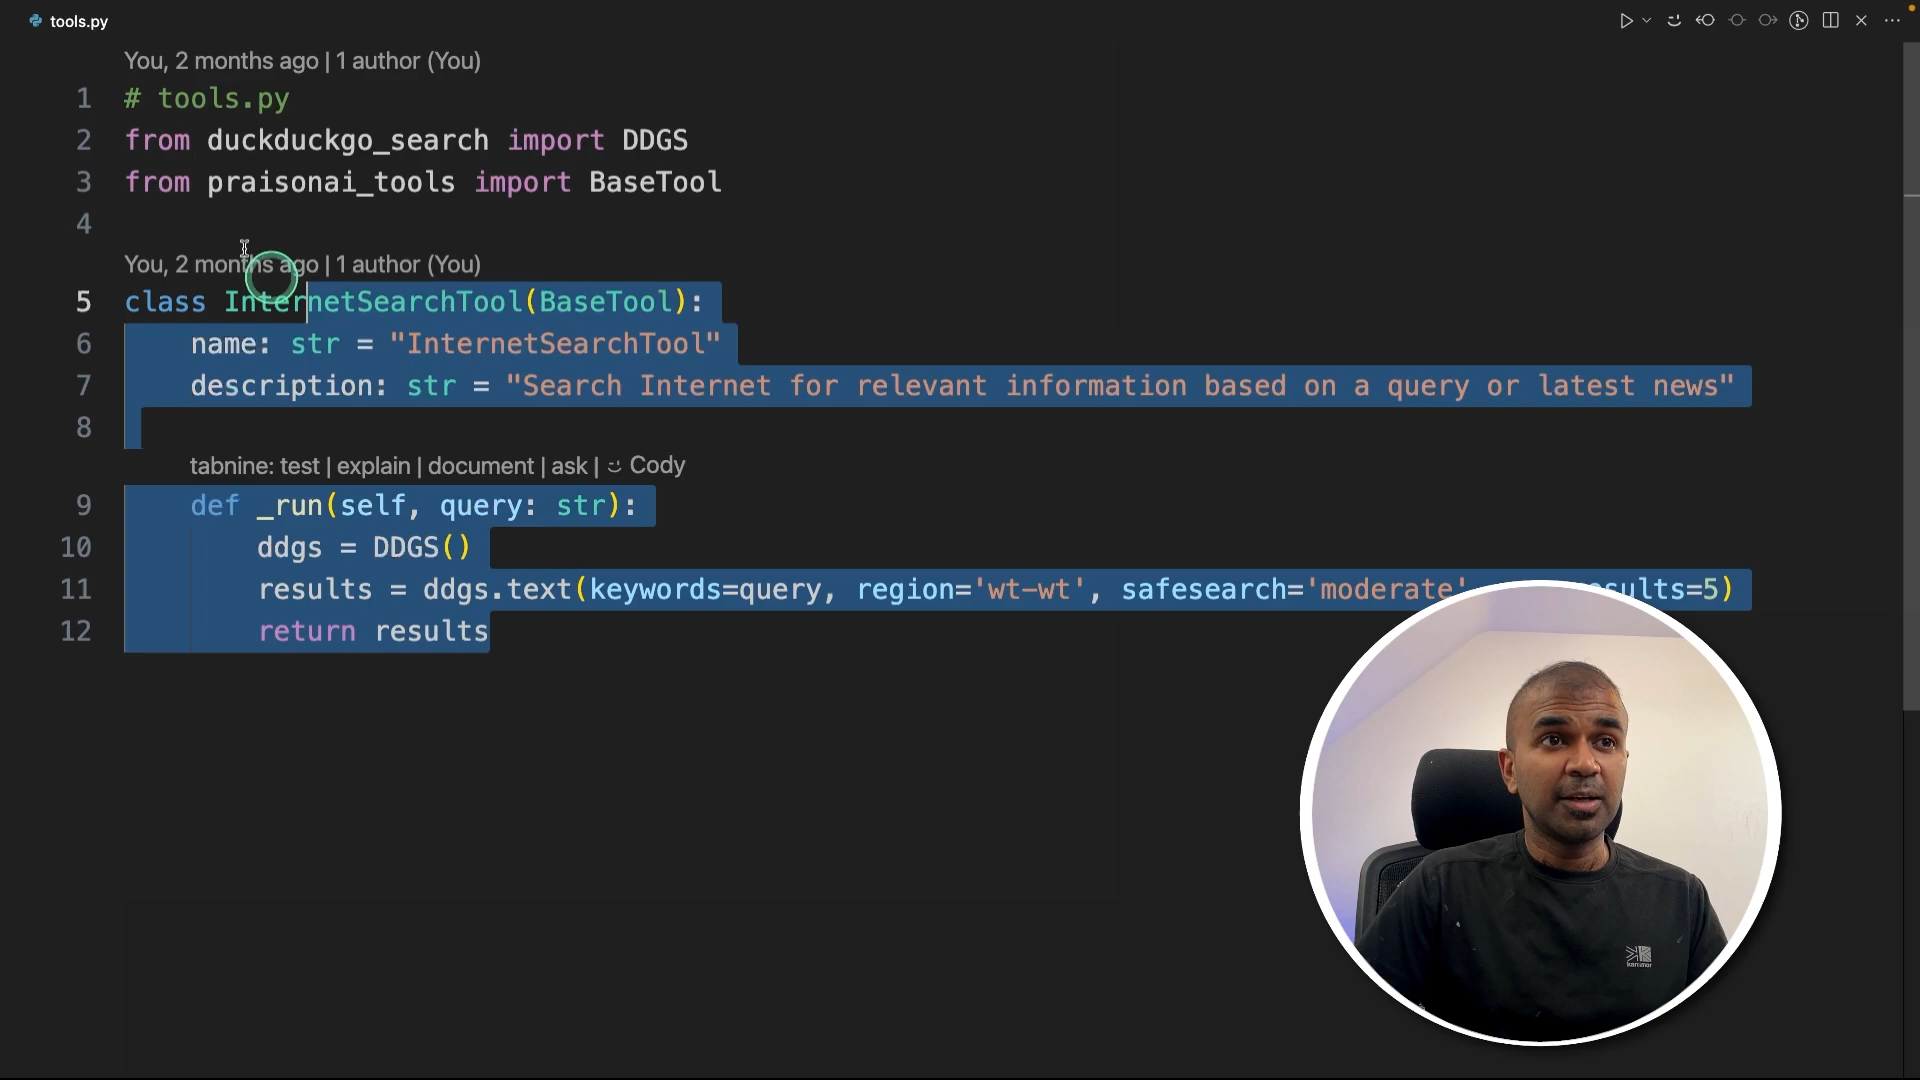 tools.py
You, 2 months ago | 1 author (You)
1 # tools.py
2 from duckduckgo_search import DDGS
3 from praisonai_tools import BaseTool
4
You, 2 months ago | 1 author (You)
5 class InternetSearchTool(BaseTool):
6 name: str = "InternetSearchTool"
7 description: str = "Search Internet for relevant information based on a query or latest news"
8
tabnine: test | explain | document | ask | Cody
9 def _run(self, query: str):
10 ddgs = DDGS()
11 results = ddgs.text(keywords=query, region='wt-wt', safesearch='moderate' sults=5)
12 return results
karrimor